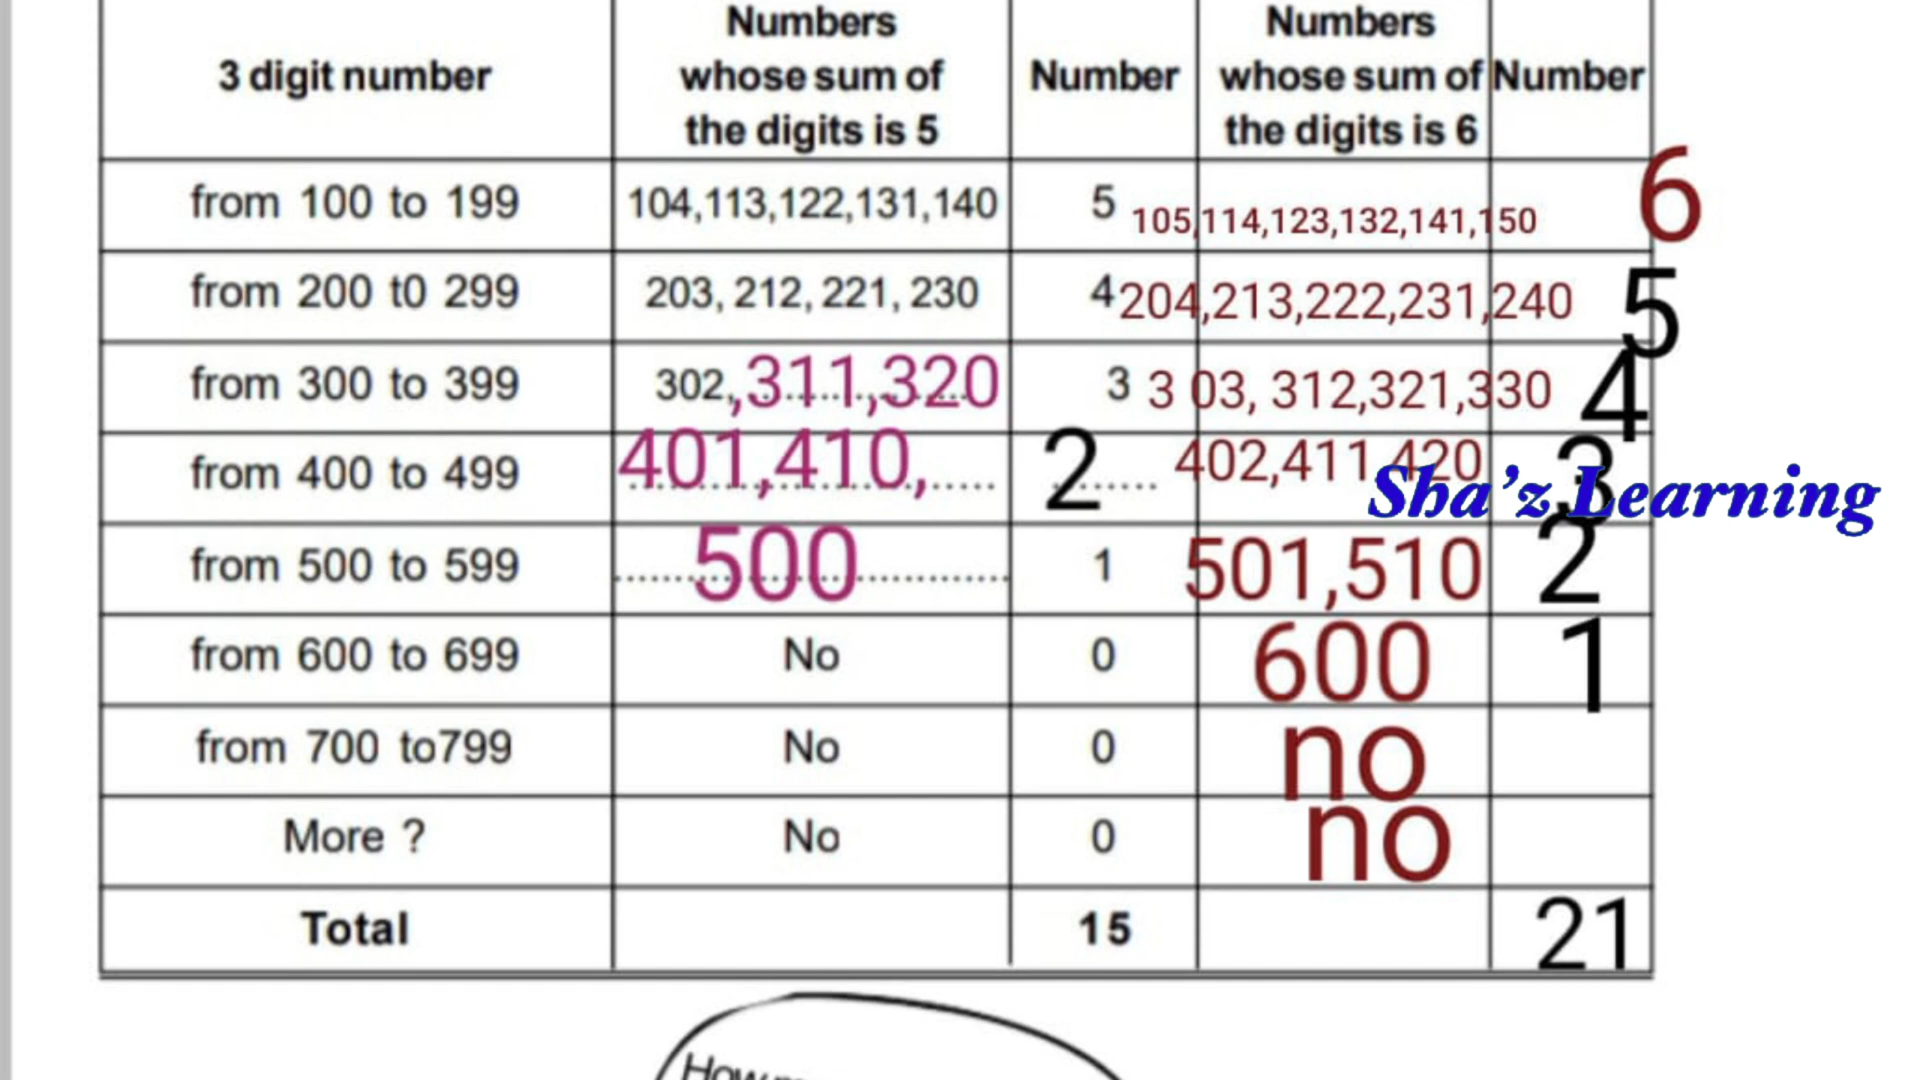 3 digit number
Numbers whose sum of the digits is 5
Number
Numbers whose sum of the digits is 6
Number
from 100 to 199 104,113,122,131,140 5 105,114,123,132,141,150 6
from 200 t0 299 203, 212, 221, 230 4 204,213,222,231,240 5
from 300 to 399 302,,311,320 3 3 03, 312,321,330 4
from 400 to 499 401,410, 2 402,411,420 3
Sha'z Learning
from 500 to 599 500 1 501,510 2
from 600 to 699 No 0 600 1
from 700 to799 No 0 no
More ? No 0 no
Total 15 21
How